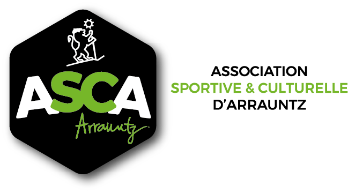 ASCA
Arrauntz
ASSOCIATION
SPORTIVE & CULTURELLE
D'ARRAUNTZ